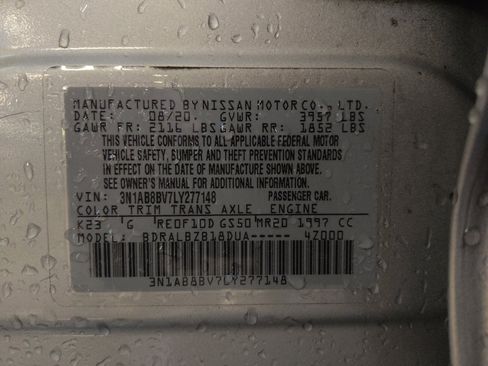 MANUFACTURED BY NISSAN MOTOR CO., LTD.
DATE: 08/20. GVWR: 3957 LBS
GAWR FR: 2116 LBS GAWR RR: 1852 LBS
THIS VEHICLE CONFORMS TO ALL APPLICABLE FEDERAL MOTOR
VEHICLE SAFETY, BUMPER AND THEFT PREVENTION STANDARDS
IN EFFECT ON THE DATE OF MANUFACTURE SHOWN ABOVE.
SEE OWNER'S MANUAL FOR ADDITIONAL INFORMATION.
VIN: 3N1AB8BV7LY277148 PASSENGER CAR.
COLOR TRIM TRANS AXLE ENGINE
K23 G RE0F10D GS50 MR20 1997 CC
MODEL: BDRALBZB18DUA----- 4Z000
3N1AB8BV7LY277148